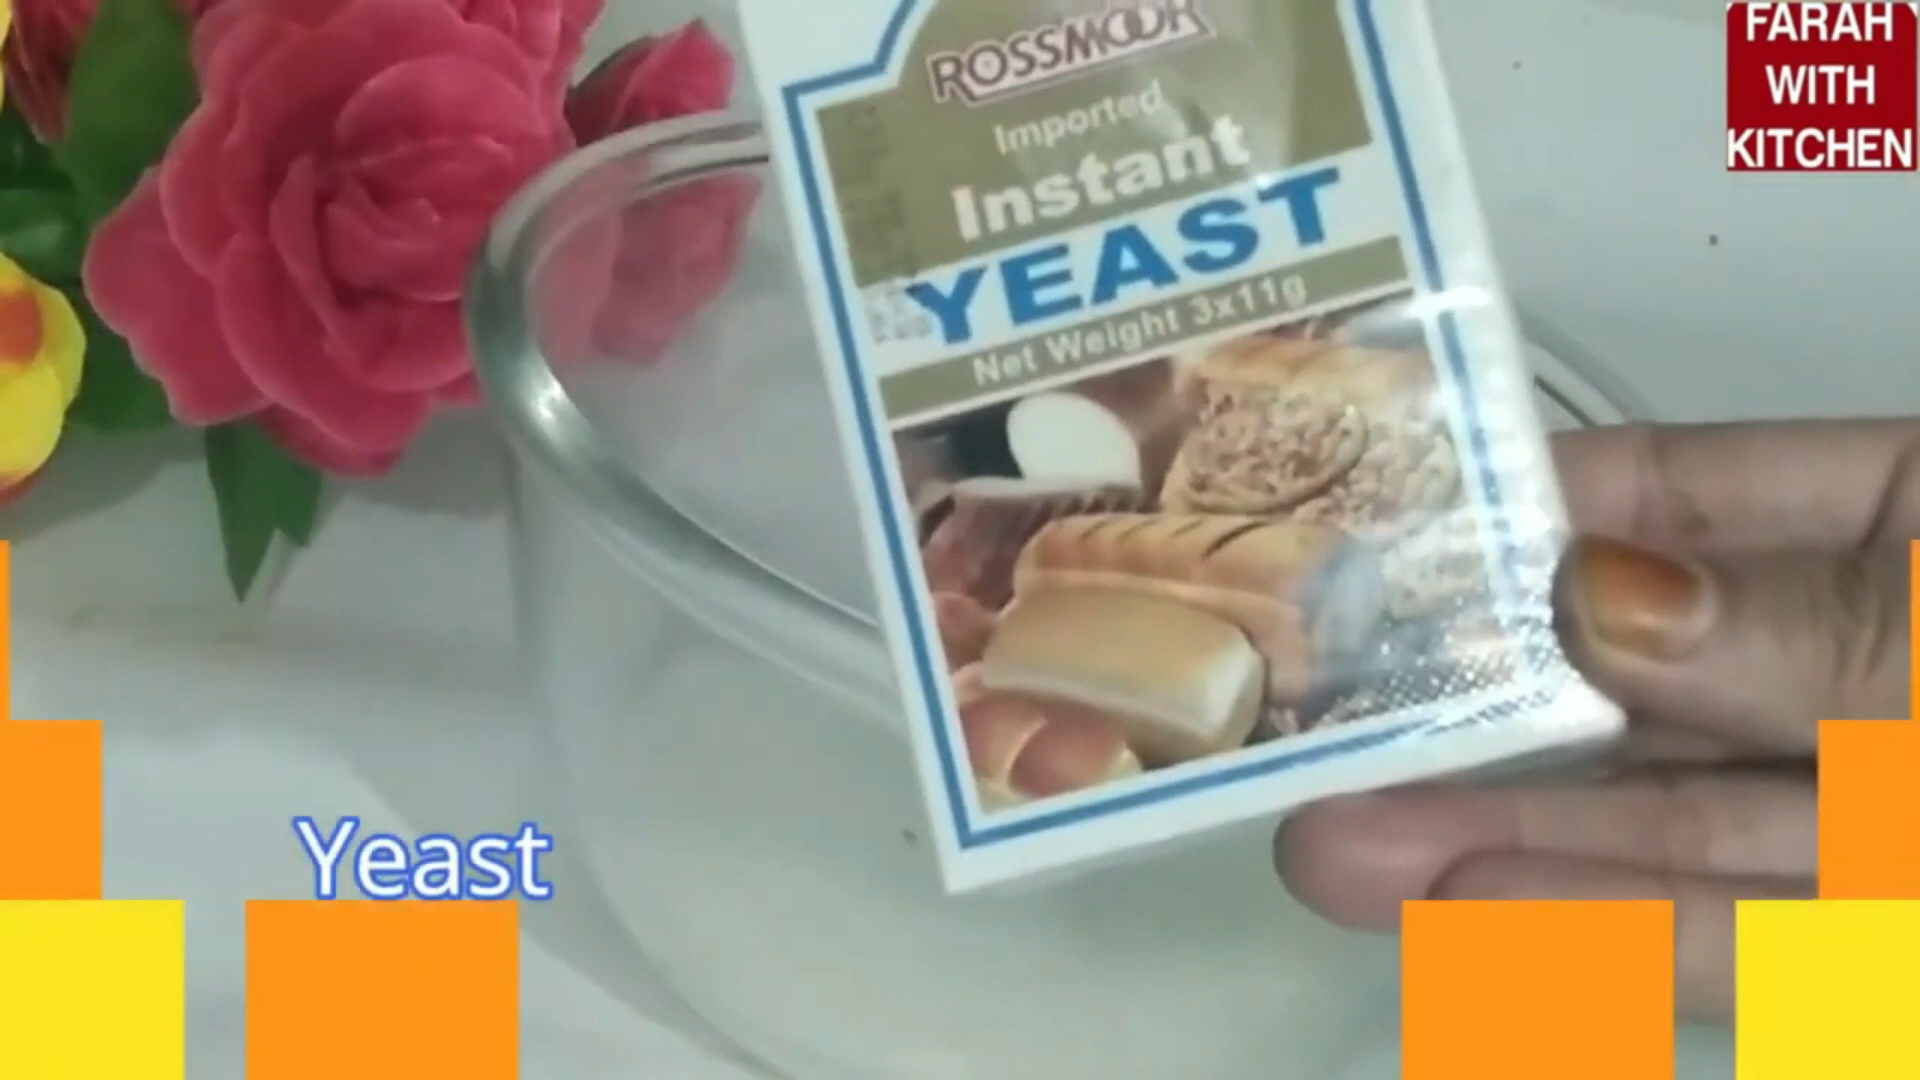 FARAH
WITH
KITCHEN
ROSSMOOR
Imported
Instant
YEAST
Net Weight 3x11g
Yeast